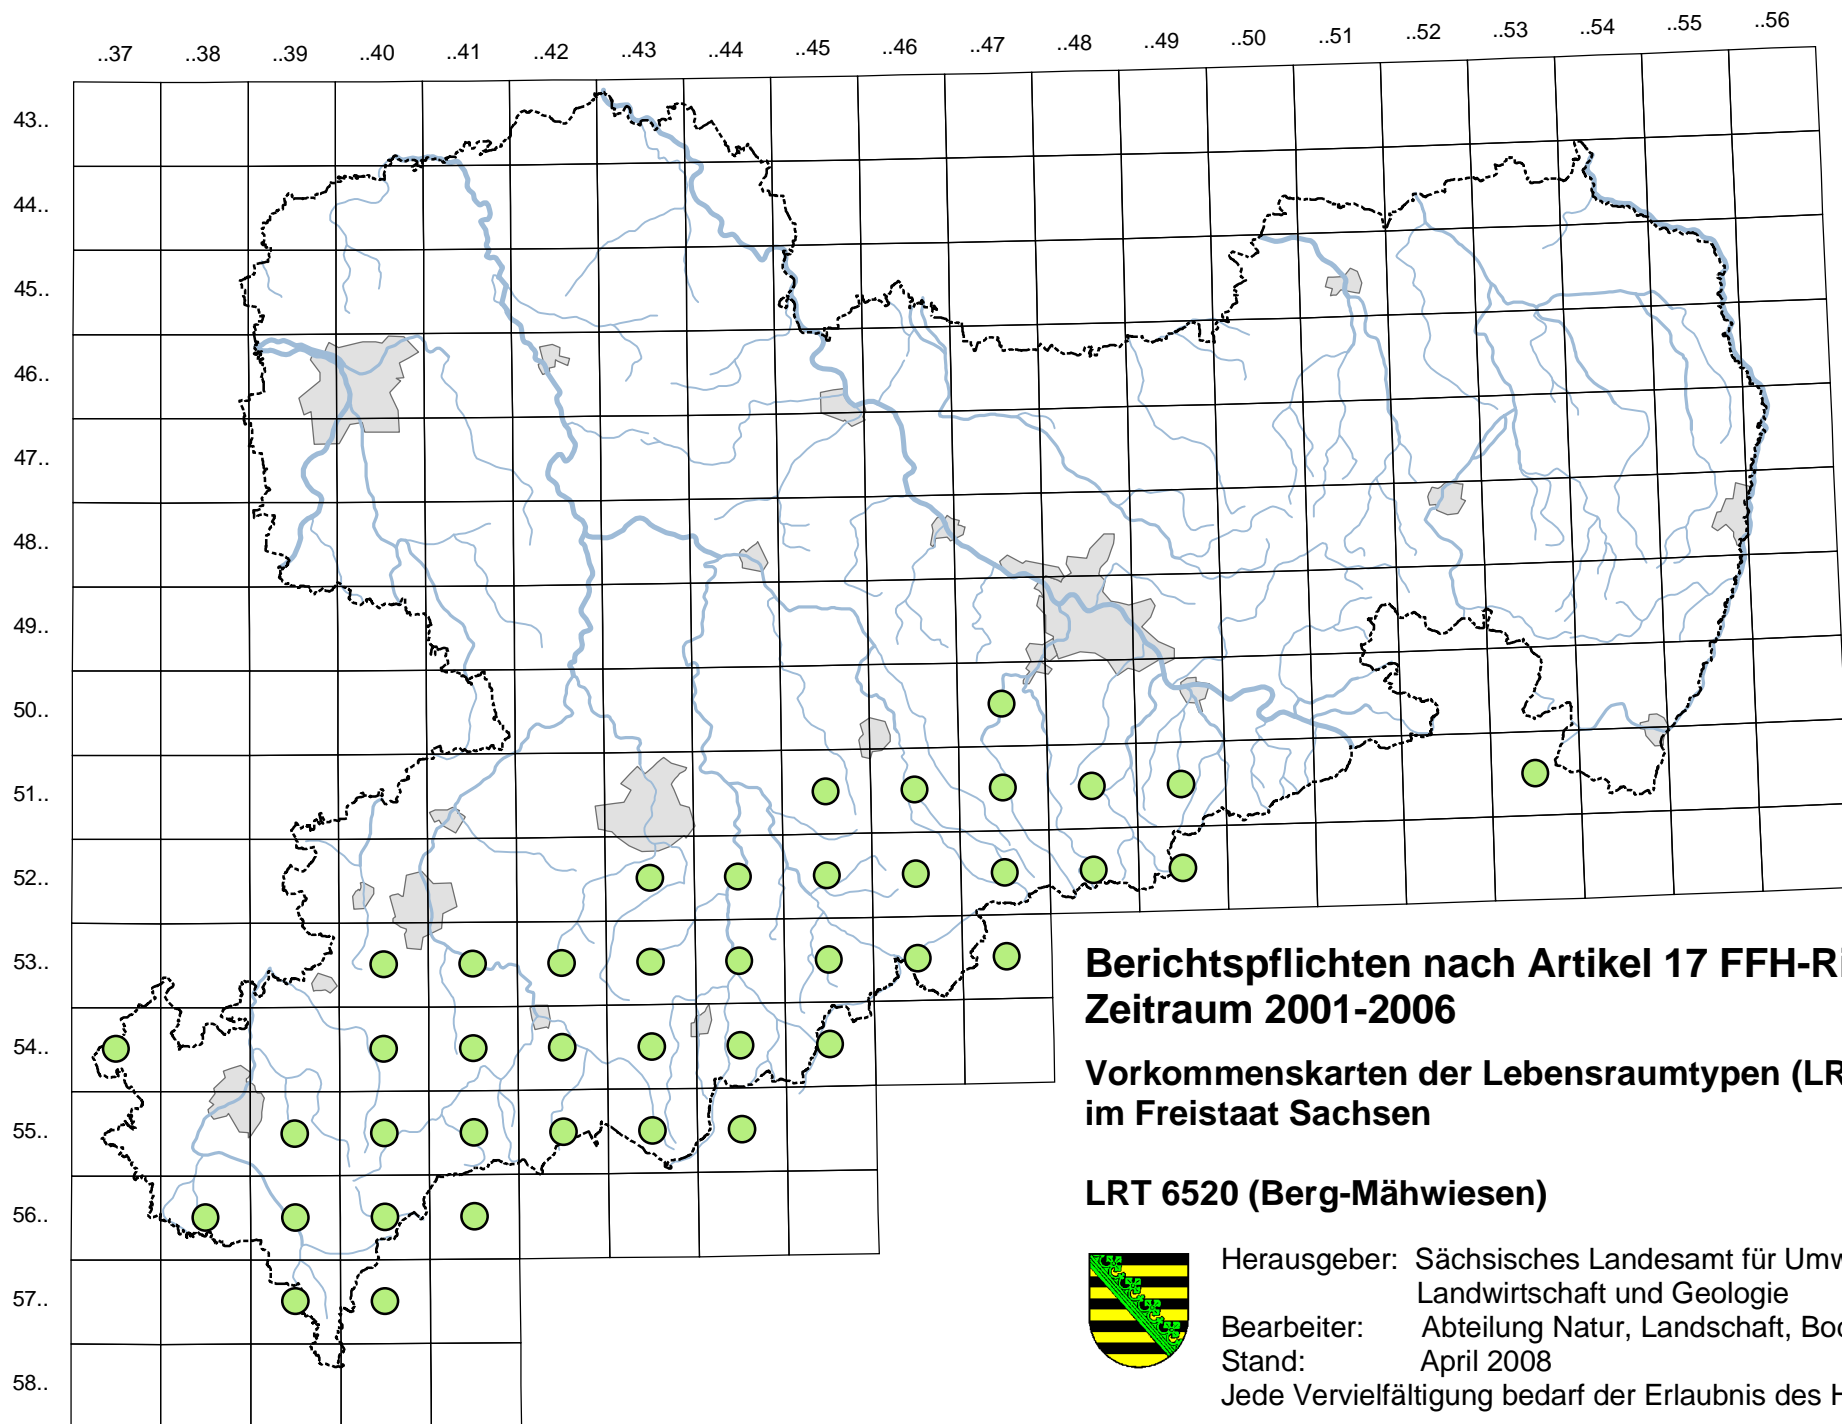 ..37 ..38 ..39 ..40 ..41 ..42 ..43 ..44 ..45 ..46 ..47 ..48 ..49 ..50 ..51 ..52 ..53 ..54 ..55 ..56
43..
44..
45..
46..
47..
48..
49..
50..
51..
52..
53..
54..
55..
56..
57..
58..
Berichtspflichten nach Artikel 17 FFH-Ri
Zeitraum 2001-2006
Vorkommenskarten der Lebensraumtypen (LR
im Freistaat Sachsen
LRT 6520 (Berg-Mähwiesen)
Herausgeber: Sächsisches Landesamt für Umw
Landwirtschaft und Geologie
Bearbeiter: Abteilung Natur, Landschaft, Boo
Stand: April 2008
Jede Vervielfältigung bedarf der Erlaubnis des H